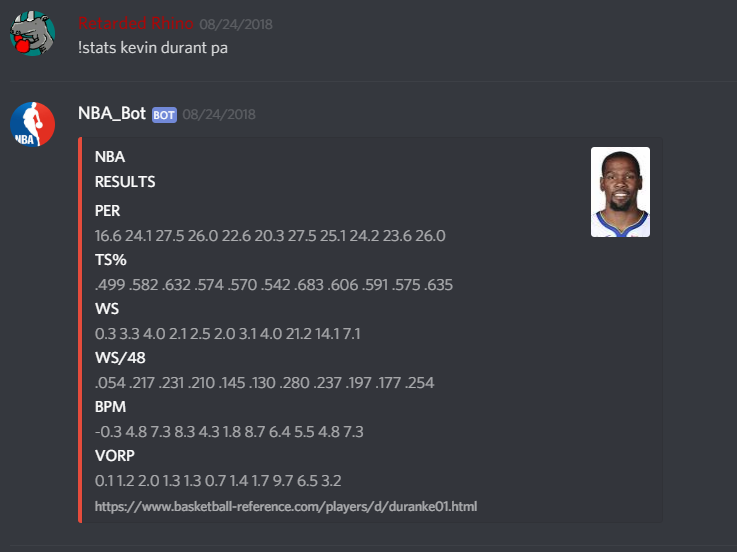 Retarded Rhino 08/24/2018
!stats kevin durant pa
NBA_Bot BOT 08/24/2018
NBA
NBA
RESULTS
PER
16.6 24.1 27.5 26.0 22.6 20.3 27.5 25.1 24.2 23.6 26.0
TS%
.499 .582 .632 .574 .570 .542 .683 .606 .591 .575 .635
WS
0.3 3.3 4.0 2.1 2.5 2.0 3.1 4.0 21.2 14.1 7.1
WS/48
.054 .217 .231 .210 .145 .130 .280 .237 .197 .177 .254
BPM
-0.3 4.8 7.3 8.3 4.3 1.8 8.7 6.4 5.5 4.8 7.3
VORP
0.1 1.2 2.0 1.3 1.3 0.7 1.4 1.7 9.7 6.5 3.2
https://www.basketball-reference.com/players/d/duranke01.html